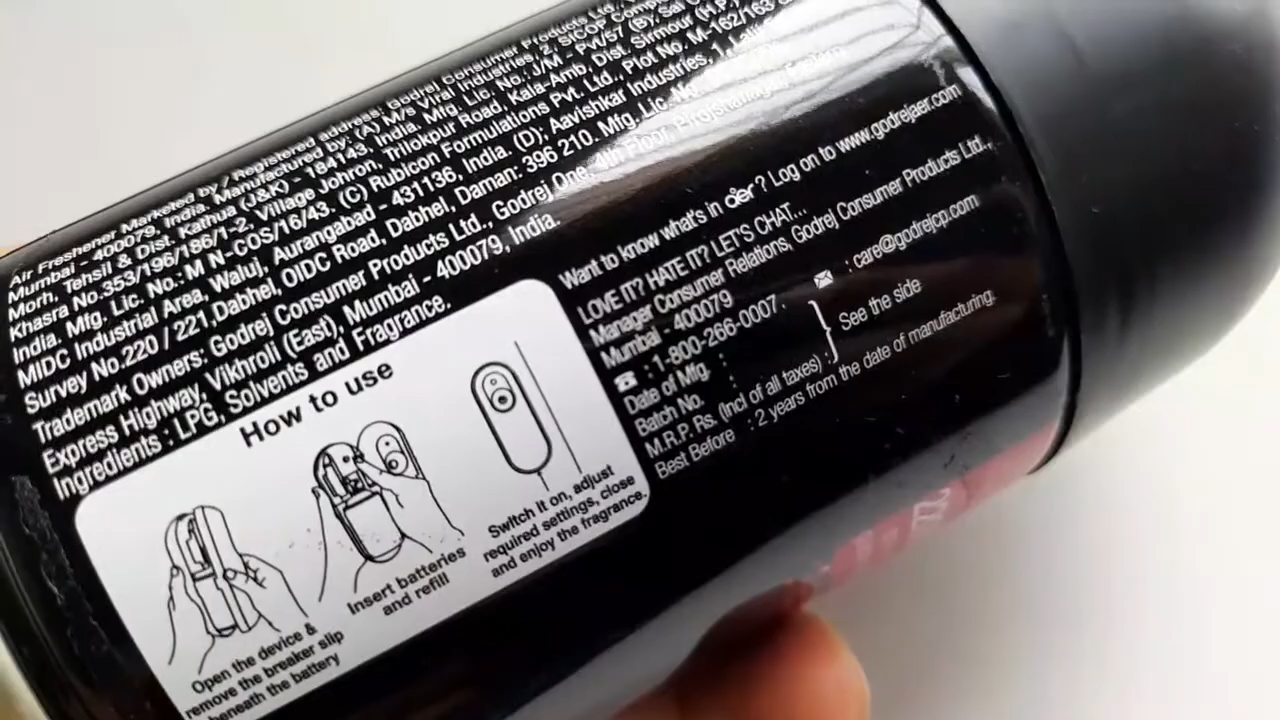 Air Freshener Marketed by / Registered address: Godrej Consumer Products Ltd.,
Mumbai - 400079, India. Manufactured by: (A) M/s Viral Industries, 2, SICOP
Morh, Tehsil & Dist. Kathua (J&K) - 184143, India. Mfg. Lic. No.: J/M - PV/57 (By. Sai
Khasra No.353/196/186/1-2, Village Johron, Trilokpur Road, Kala-Amb, Dist. Sirmour (H.P.)
India. Mfg. Lic. No.: M N-COS/16/43. (C) Rubicon Formulations Pvt. Ltd., Plot No. M-162/163
MIDC Industrial Area, Waluj, Aurangabad - 431136, India. (D); Aavishkar Industries, 1,
Survey No.220 / 221,Dabhel, OIDC Road, Dabhel, Daman: 396 210. Mfg. Lic. No.
Trademark Owners: Godrej Consumer Products Ltd., Godrej One, 4th Floor
Express Highway, Vikhroli (East), Mumbai - 400079, India.
Ingredients : LPG, Solvents and Fragrance.
How to use
Open the device &
remove the breaker slip
beneath the battery
Insert batteries
and refill
Switch it on, adjust
required settings, close
and enjoy the fragrance.
Want to know what's in aer? Log on to www.godrejaer.com
LOVE IT? HATE IT? LET'S CHAT...
Manager Consumer Relations, Godrej Consumer Products Ltd.,
Mumbai - 400079
☎ : 1-800-266-0007. ✉ : care@godrejcp.com
Date of Mfg. :
Batch No. : See the side
M.R.P. Rs. (Incl of all taxes) :
Best Before : 2 years from the date of manufacturing.